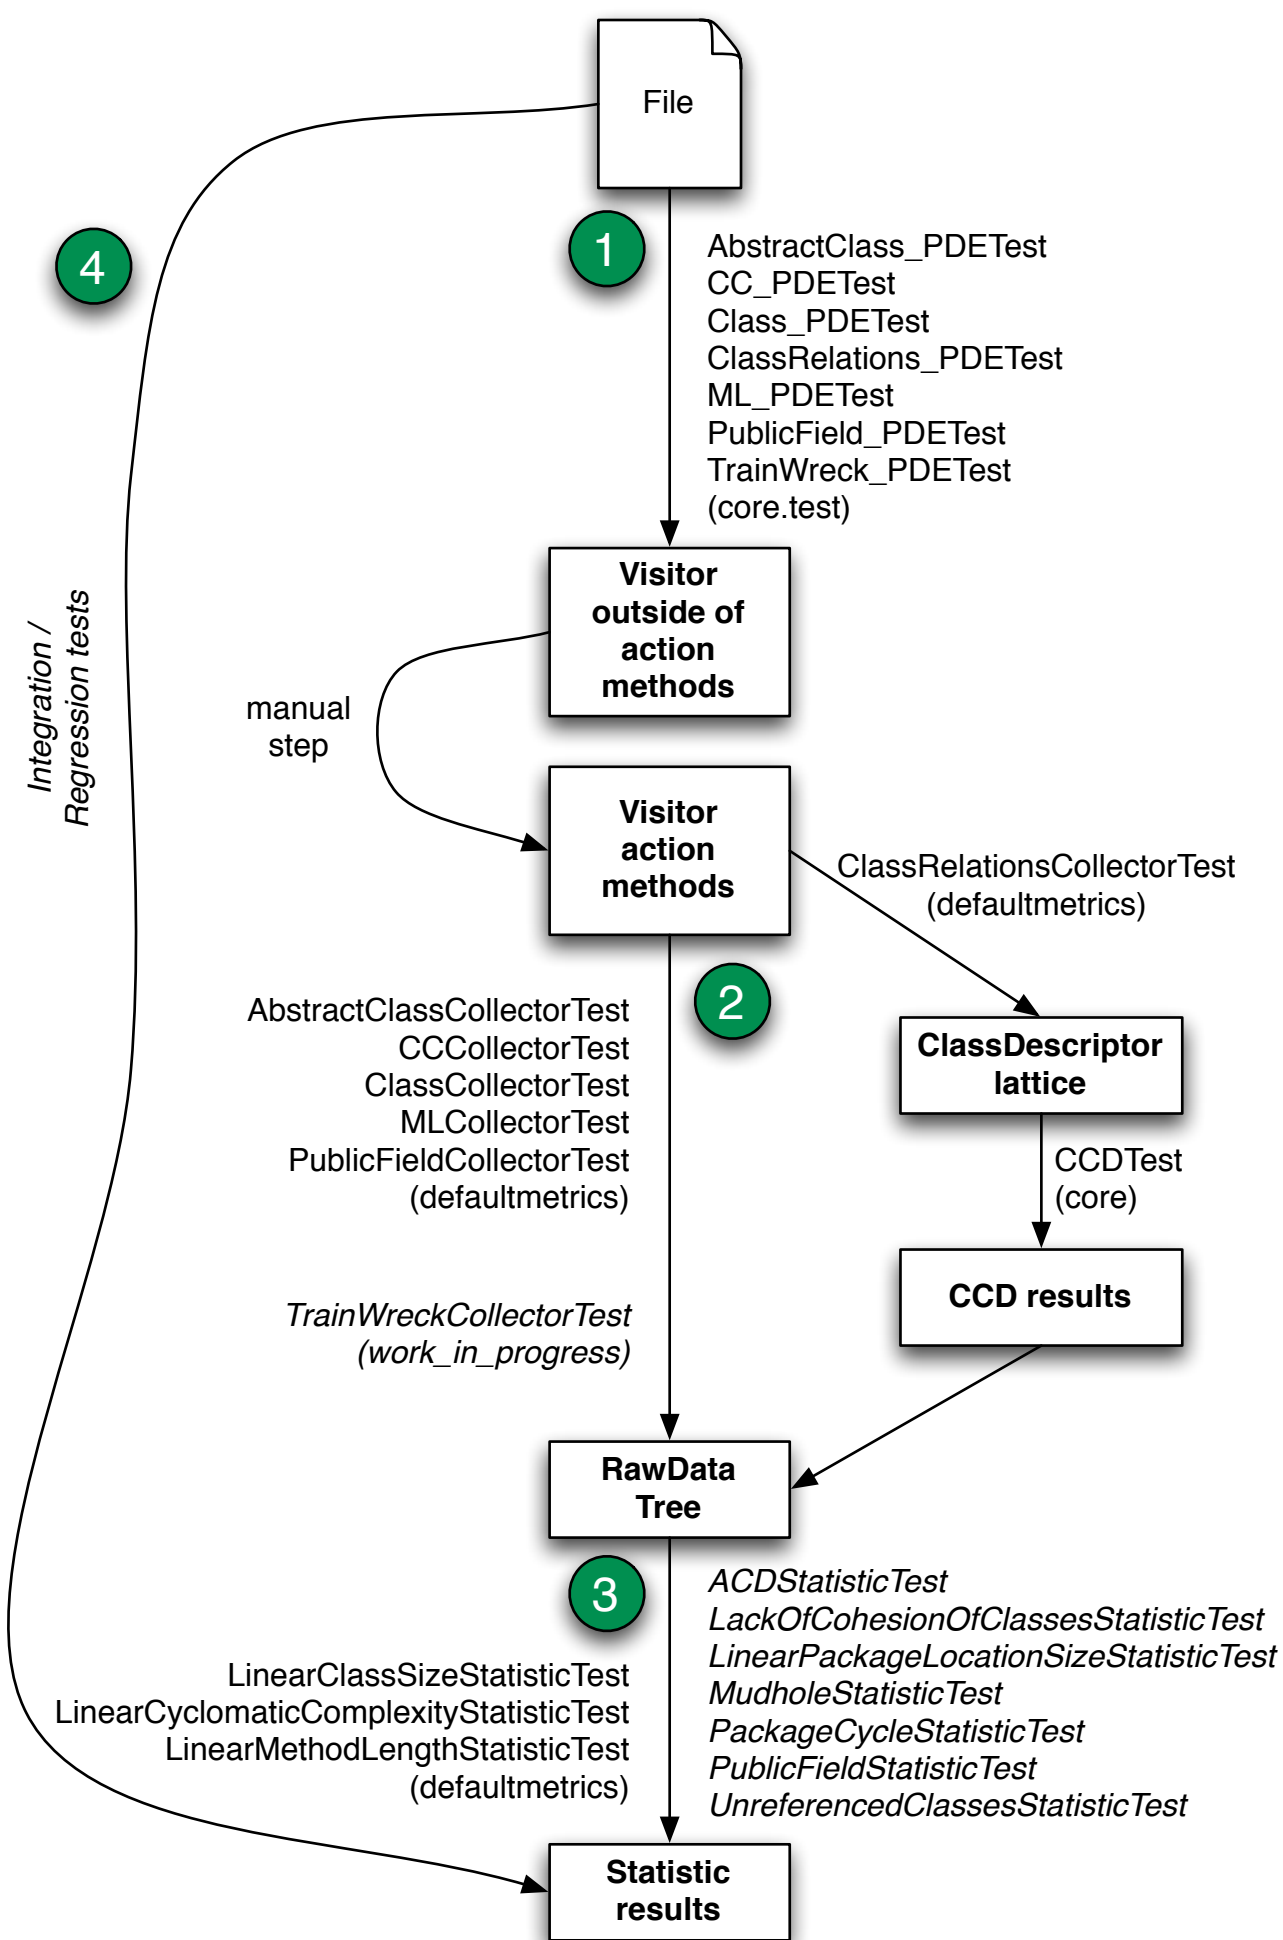 File
1
4
AbstractClass_PDETest
CC_PDETest
Class_PDETest
ClassRelations_PDETest
ML_PDETest
PublicField_PDETest
TrainWreck_PDETest
(core.test)
Visitor
outside of
action
methods
Integration /
Regression tests
manual
step
Visitor
action
methods
ClassRelationsCollectorTest
(defaultmetrics)
2
AbstractClassCollectorTest
CCCollectorTest
ClassCollectorTest
MLCollectorTest
PublicFieldCollectorTest
(defaultmetrics)
ClassDescriptor
lattice
CCDTest
(core)
CCD results
TrainWreckCollectorTest
(work_in_progress)
RawData
Tree
3
LinearClassSizeStatisticTest
LinearCyclomaticComplexityStatisticTest
LinearMethodLengthStatisticTest
(defaultmetrics)
ACDStatisticTest
LackOfCohesionOfClassesStatisticTest
LinearPackageLocationSizeStatisticTest
MudholeStatisticTest
PackageCycleStatisticTest
PublicFieldStatisticTest
UnreferencedClassesStatisticTest
Statistic
results